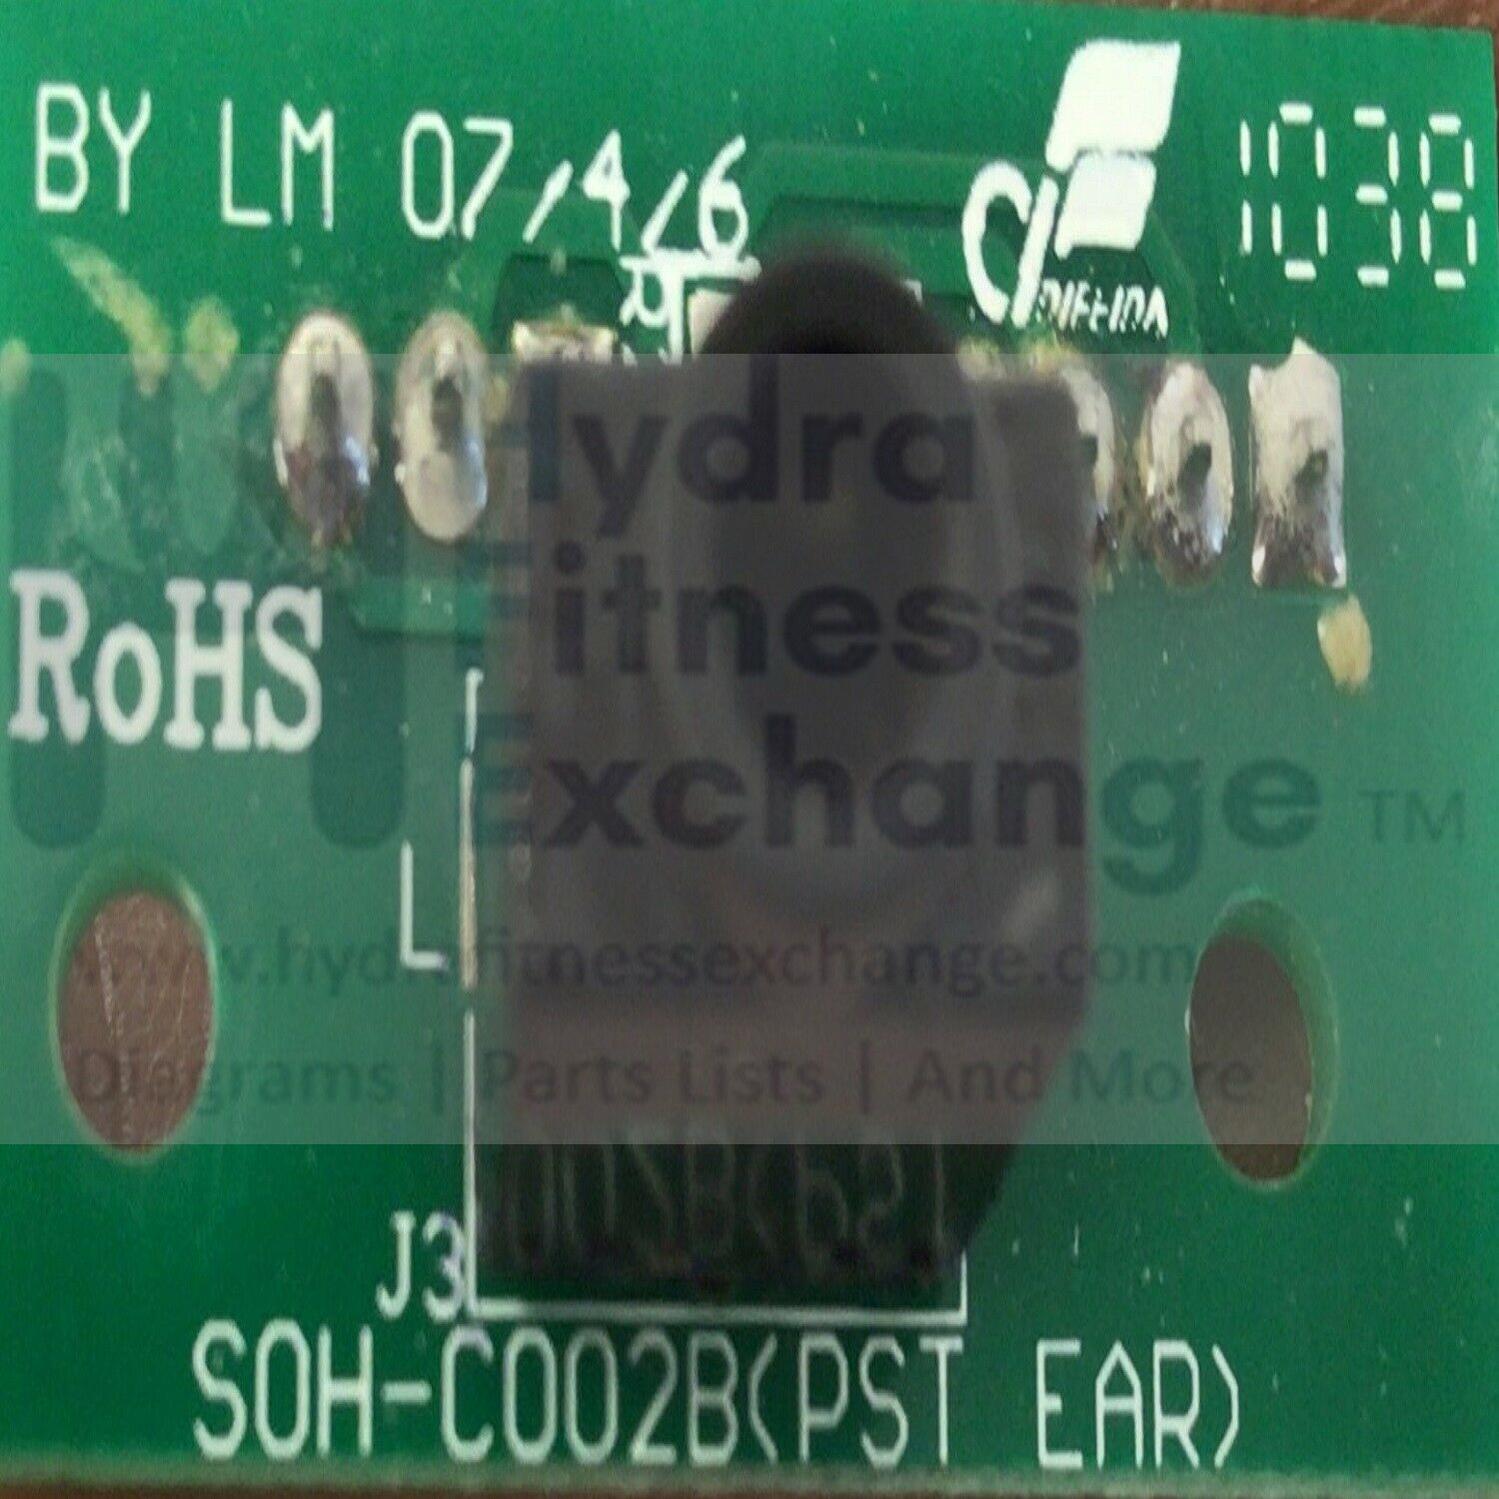 BY LM 07/4/6
1038
DIFEIDA
Hydra
Fitness
Exchange TM
RoHS
L
www.hydrafitnessexchange.com
Diagrams | Parts Lists | And More
J3
SOH-C002B(PST EAR)